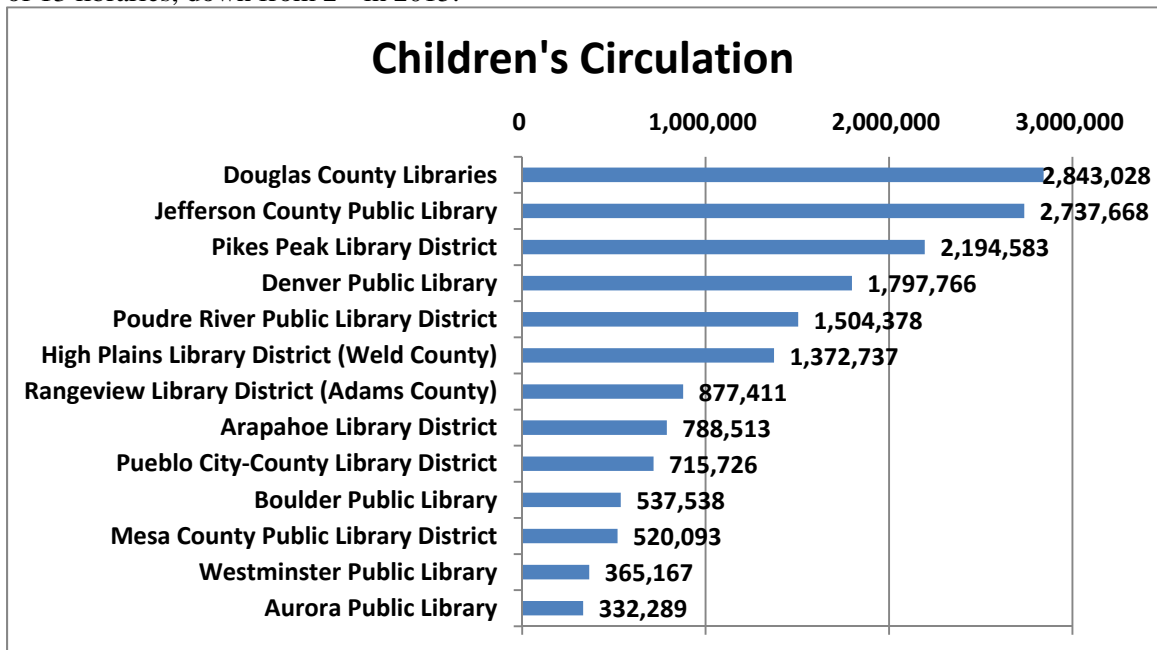 Children's Circulation
0 1,000,000 2,000,000 3,000,000
Douglas County Libraries 2,843,028
Jefferson County Public Library 2,737,668
Pikes Peak Library District 2,194,583
Denver Public Library 1,797,766
Poudre River Public Library District 1,504,378
High Plains Library District (Weld County) 1,372,737
Rangeview Library District (Adams County) 877,411
Arapahoe Library District 788,513
Pueblo City-County Library District 715,726
Boulder Public Library 537,538
Mesa County Public Library District 520,093
Westminster Public Library 365,167
Aurora Public Library 332,289